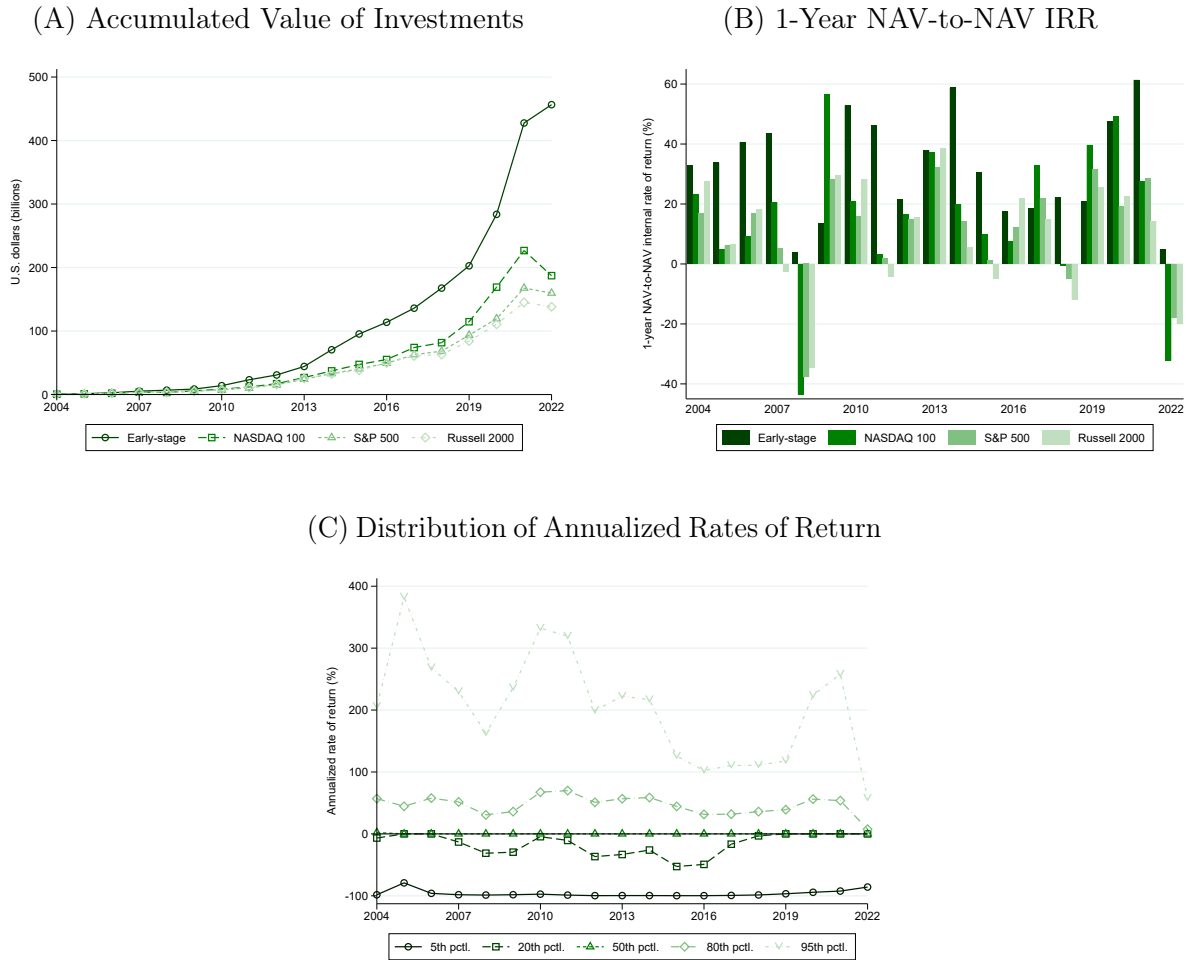 (A) Accumulated Value of Investments
U.S. dollars (billions)
500
400
300
200
100
0
2004 2007 2010 2013 2016 2019 2022
Early-stage NASDAQ 100 S&P 500 Russell 2000
(B) 1-Year NAV-to-NAV IRR
1-year NAV-to-NAV internal rate of return (%)
60
40
20
0
-20
-40
2004 2007 2010 2013 2016 2019 2022
Early-stage NASDAQ 100 S&P 500 Russell 2000
(C) Distribution of Annualized Rates of Return
Annualized rate of return (%)
400
300
200
100
0
-100
2004 2007 2010 2013 2016 2019 2022
5th pctl. 20th pctl. 50th pctl. 80th pctl. 95th pctl.